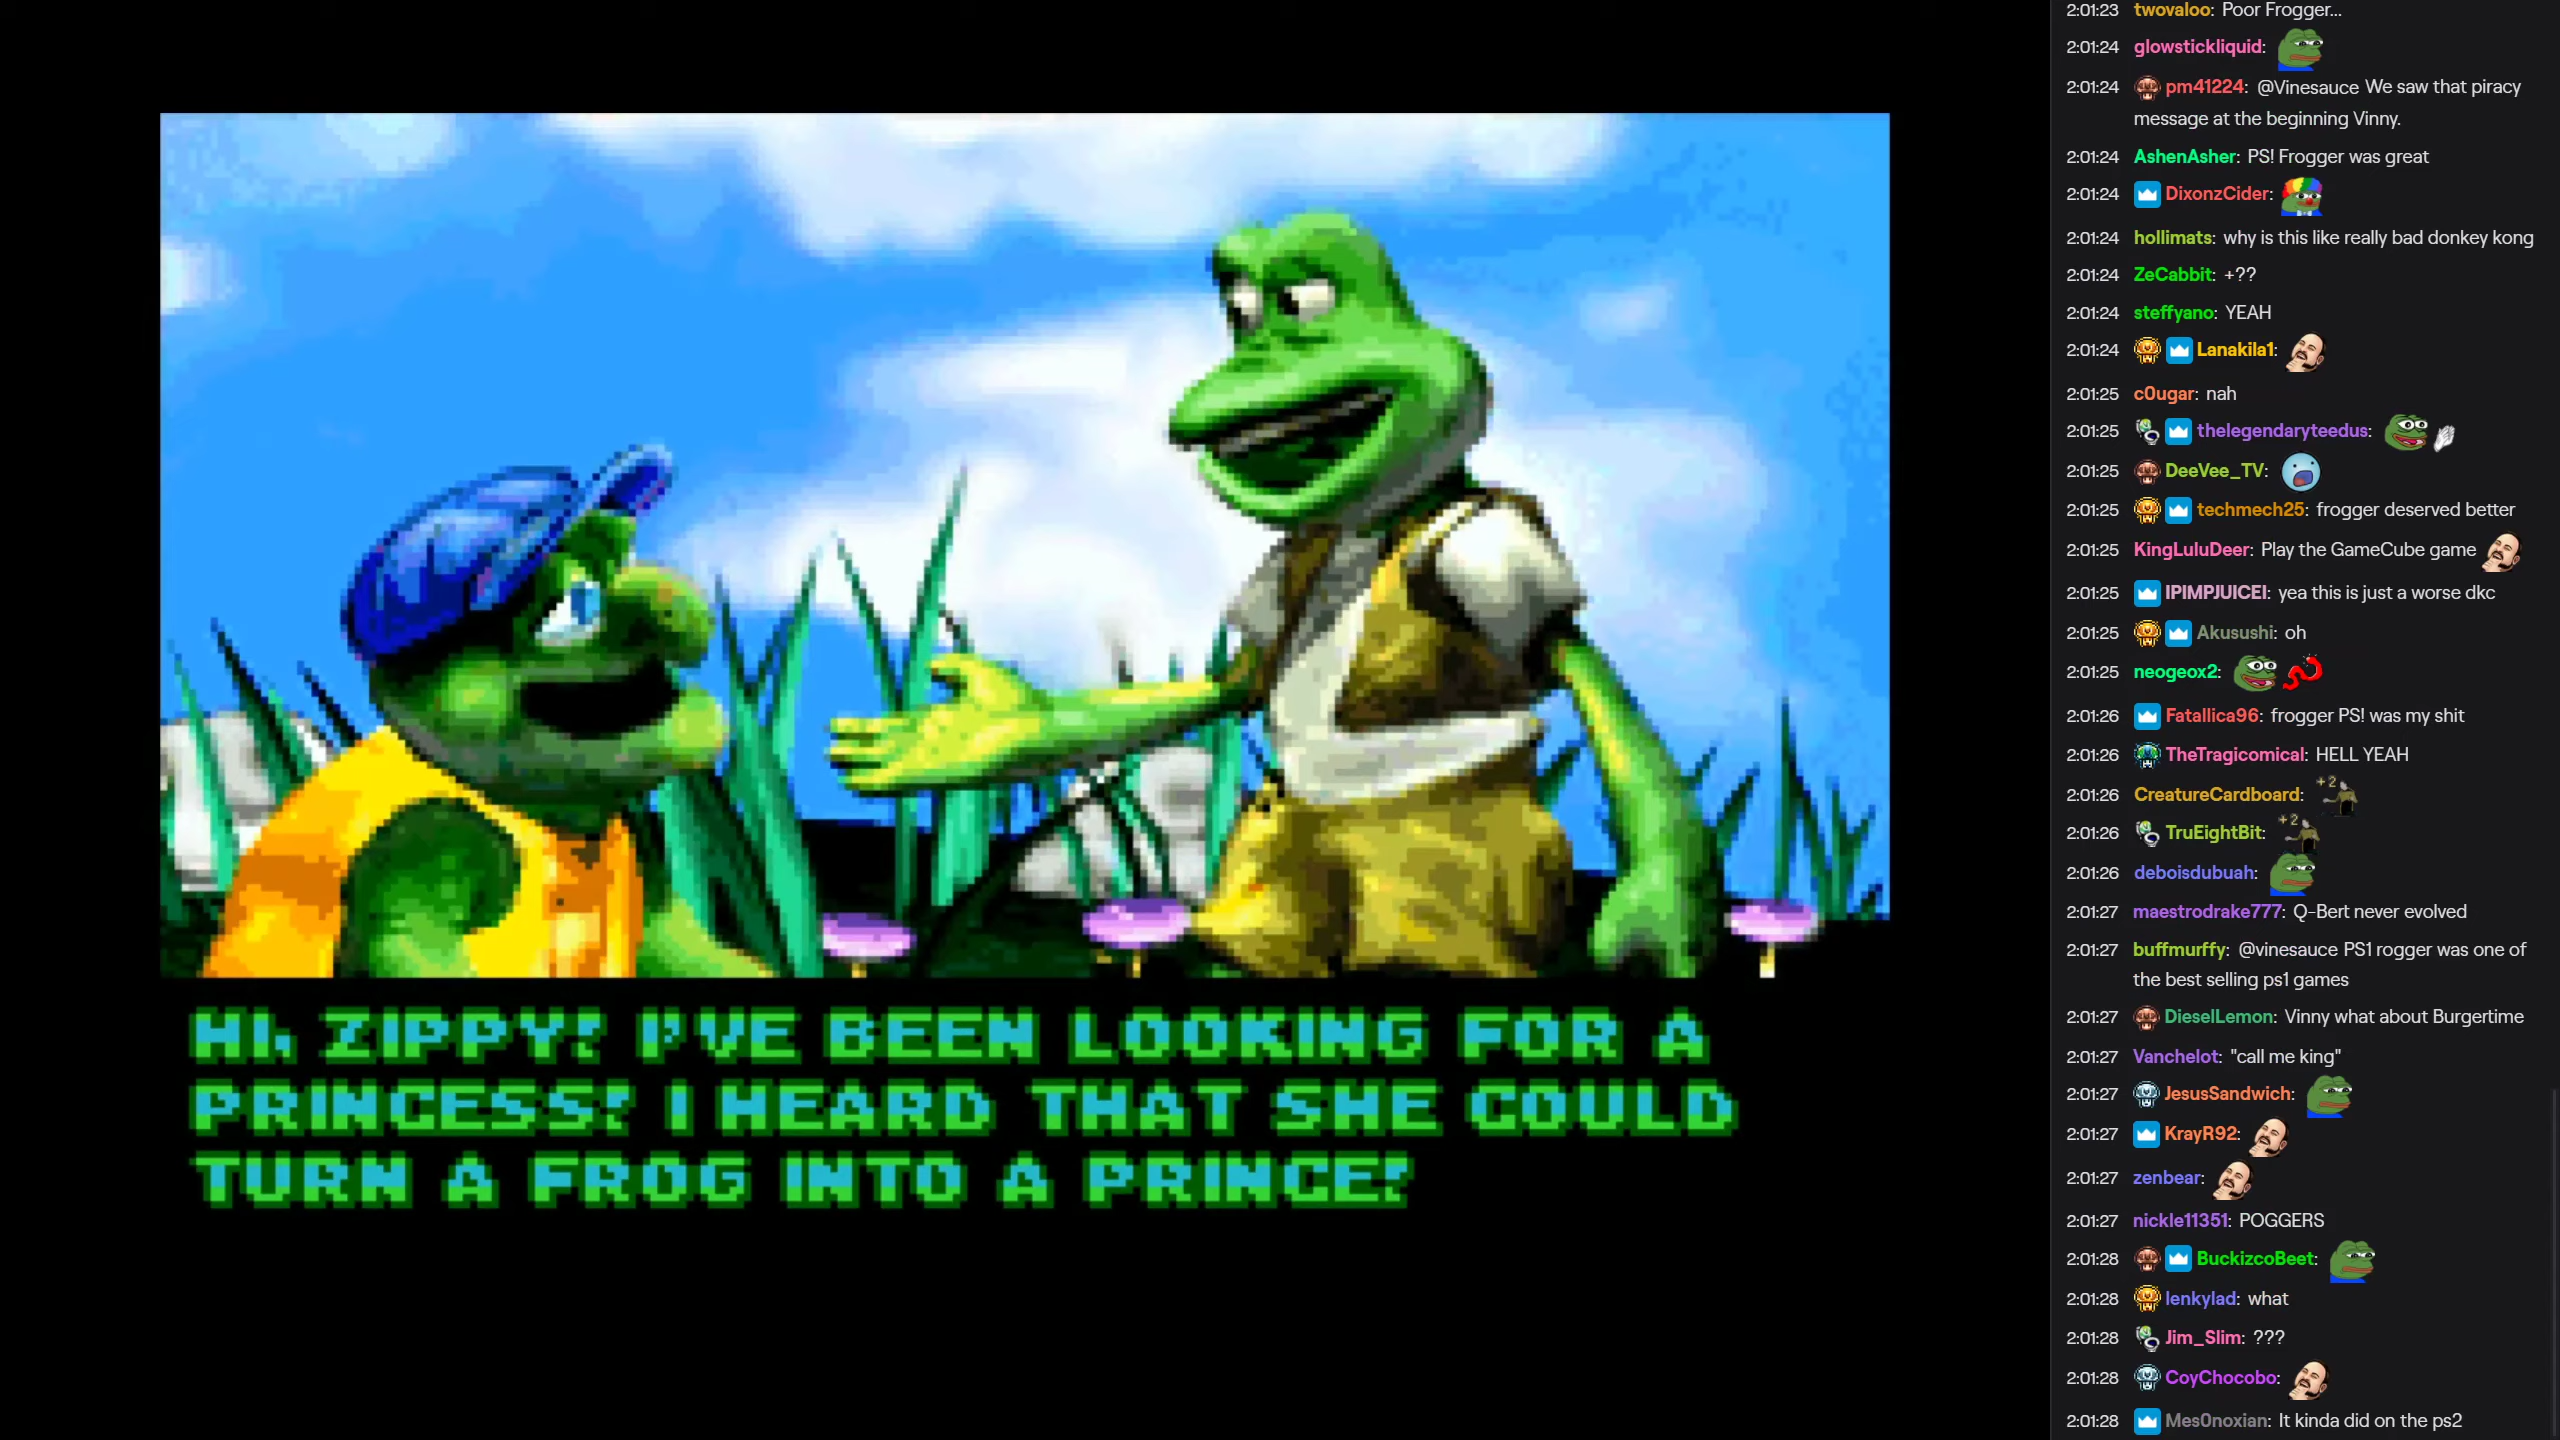 HI, ZIPPY! I'VE BEEN LOOKING FOR A
PRINCESS! I HEARD THAT SHE COULD
TURN A FROG INTO A PRINCE!
2:01:23 twovaloo: Poor Frogger...
2:01:24 glowstickliquid:
2:01:24 pm41224: @Vinesauce We saw that piracy
message at the beginning Vinny.
2:01:24 AshenAsher: PS! Frogger was great
2:01:24 DixonzCider:
2:01:24 hollimats: why is this like really bad donkey kong
2:01:24 ZeCabbit: +??
2:01:24 steffyano: YEAH
2:01:24 Lanakila1:
2:01:25 c0ugar: nah
2:01:25 thelegendaryteedus:
2:01:25 DeeVee_TV:
2:01:25 techmech25: frogger deserved better
2:01:25 KingLuluDeer: Play the GameCube game
2:01:25 IPIMPJUICEI: yea this is just a worse dkc
2:01:25 Akusushi: oh
2:01:25 neogeox2:
2:01:26 Fatallica96: frogger PS! was my shit
2:01:26 TheTragicomical: HELL YEAH
2:01:26 CreatureCardboard: +2
2:01:26 TruEightBit: +2
2:01:26 deboisdubuah:
2:01:27 maestrodrake777: Q-Bert never evolved
2:01:27 buffmurffy: @vinesauce PS1 rogger was one of
the best selling ps1 games
2:01:27 DieselLemon: Vinny what about Burgertime
2:01:27 Vanchelot: "call me king"
2:01:27 JesusSandwich:
2:01:27 KrayR92:
2:01:27 zenbear:
2:01:27 nickle11351: POGGERS
2:01:28 BuckizcoBeet:
2:01:28 lenkylad: what
2:01:28 Jim_Slim: ???
2:01:28 CoyChocobo:
2:01:28 Mes0noxian: It kinda did on the ps2